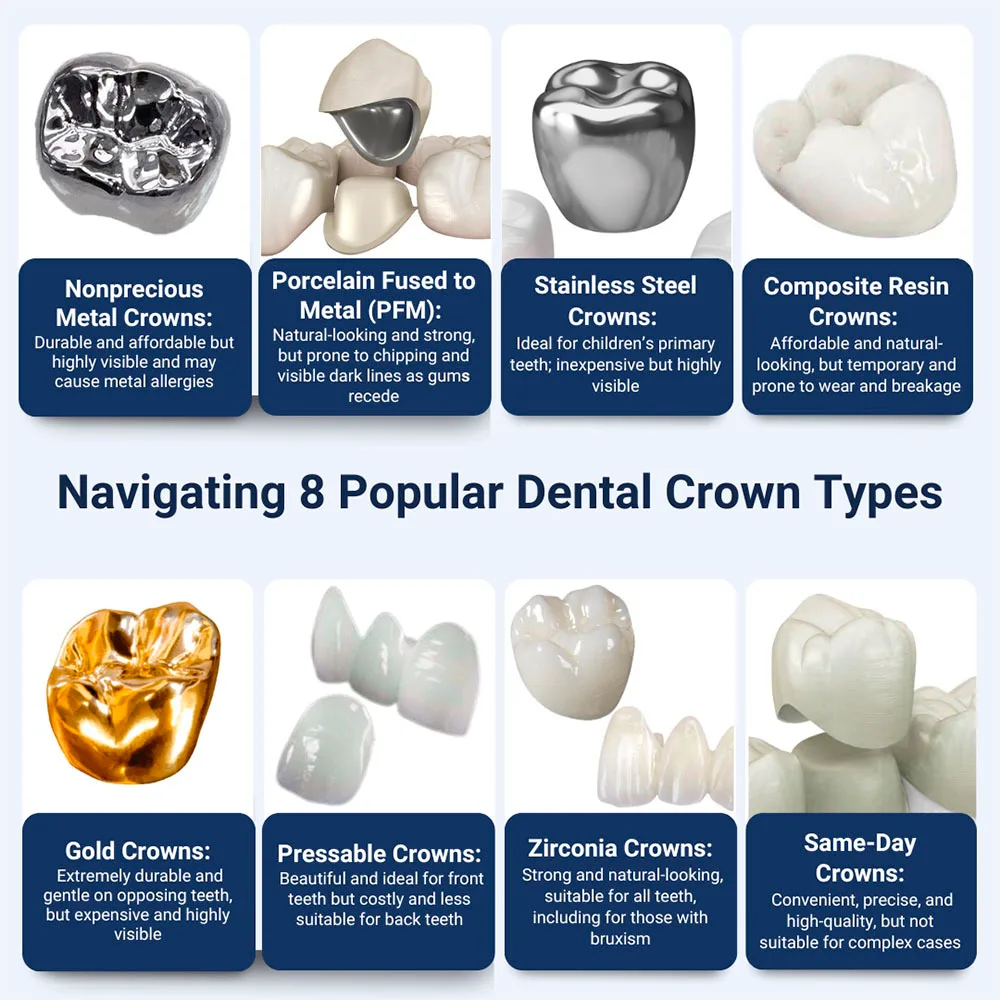 Nonprecious
Metal Crowns:
Durable and affordable but
highly visible and may
cause metal allergies
Porcelain Fused to
Metal (PFM):
Natural-looking and strong,
but prone to chipping and
visible dark lines as gums
recede
Stainless Steel
Crowns:
Ideal for children's primary
teeth; inexpensive but highly
visible
Composite Resin
Crowns:
Affordable and natural-
looking, but temporary and
prone to wear and breakage
Navigating 8 Popular Dental Crown Types
Gold Crowns:
Extremely durable and
gentle on opposing teeth,
but expensive and highly
visible
Pressable Crowns:
Beautiful and ideal for front
teeth but costly and less
suitable for back teeth
Zirconia Crowns:
Strong and natural-looking,
suitable for all teeth,
including for those with
bruxism
Same-Day
Crowns:
Convenient, precise, and
high-quality, but not
suitable for complex cases